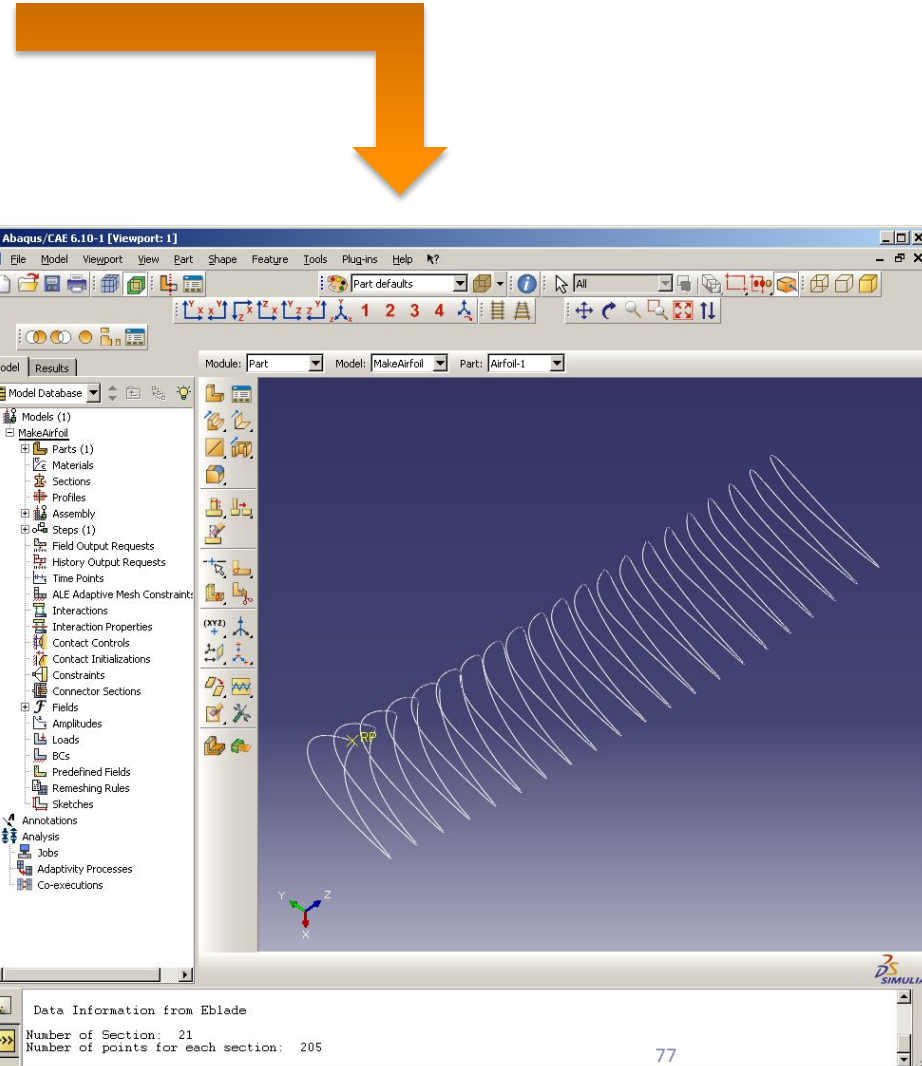 Abaqus/CAE 6.10-1 [Viewport: 1]
File Model Viewport View Part Shape Feature Tools Plug-ins Help
Part defaults
All
1 2 3 4
odel Results
Module: Part Model: MakeAirfoil Part: Airfoil-1
Model Database
Models (1)
MakeAirfoil
Parts (1)
Materials
Sections
Profiles
Assembly
Steps (1)
Field Output Requests
History Output Requests
Time Points
ALE Adaptive Mesh Constraints
Interactions
Interaction Properties
Contact Controls
Contact Initializations
Constraints
Connector Sections
Fields
Amplitudes
Loads
BCs
Predefined Fields
Remeshing Rules
Sketches
Annotations
Analysis
Jobs
Adaptivity Processes
Co-executions
(XYZ)
RP
Y Z
X
SIMULIA
Data Information from Eblade
Number of Section: 21
Number of points for each section: 205
77